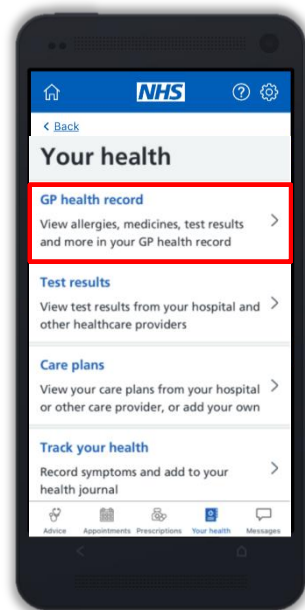 NHS
< Back
Your health
GP health record
View allergies, medicines, test results
and more in your GP health record
Test results
View test results from your hospital and
other healthcare providers
Care plans
View your care plans from your hospital
or other care provider, or add your own
Track your health
Record symptoms and add to your
health journal
Advice Appointments Prescriptions Your health Messages